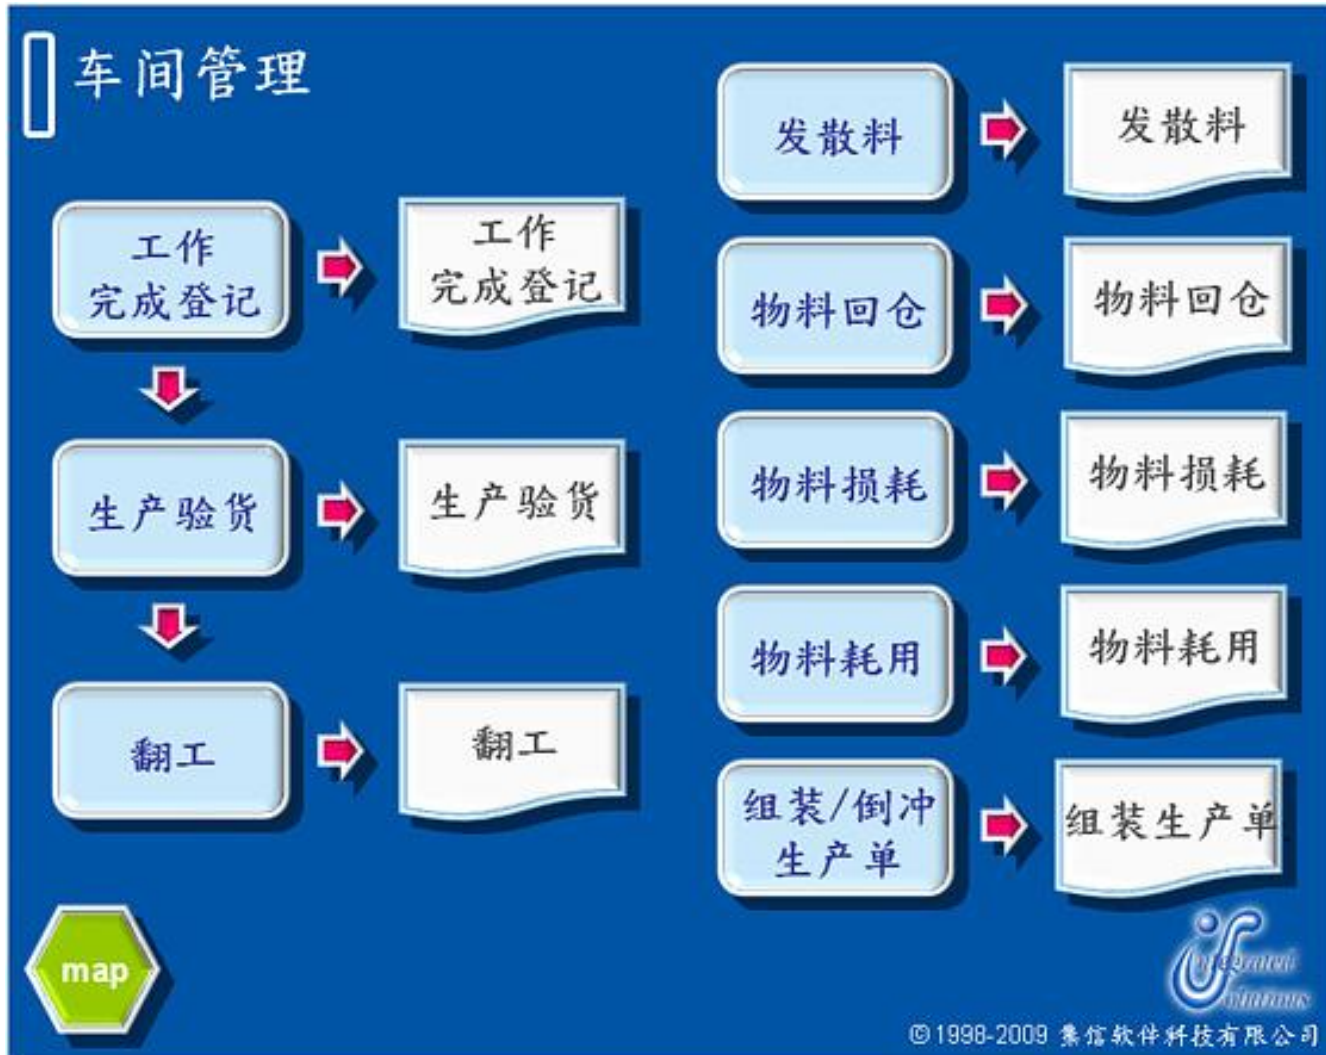 车间管理
工作
完成登记
工作
完成登记
生产验货
生产验货
翻工
翻工
发散料
发散料
物料回仓
物料回仓
物料损耗
物料损耗
物料耗用
物料耗用
组装/倒冲
生产单
组装生产单
map
integrated
Solutions
©1998-2009 集信软件科技有限公司